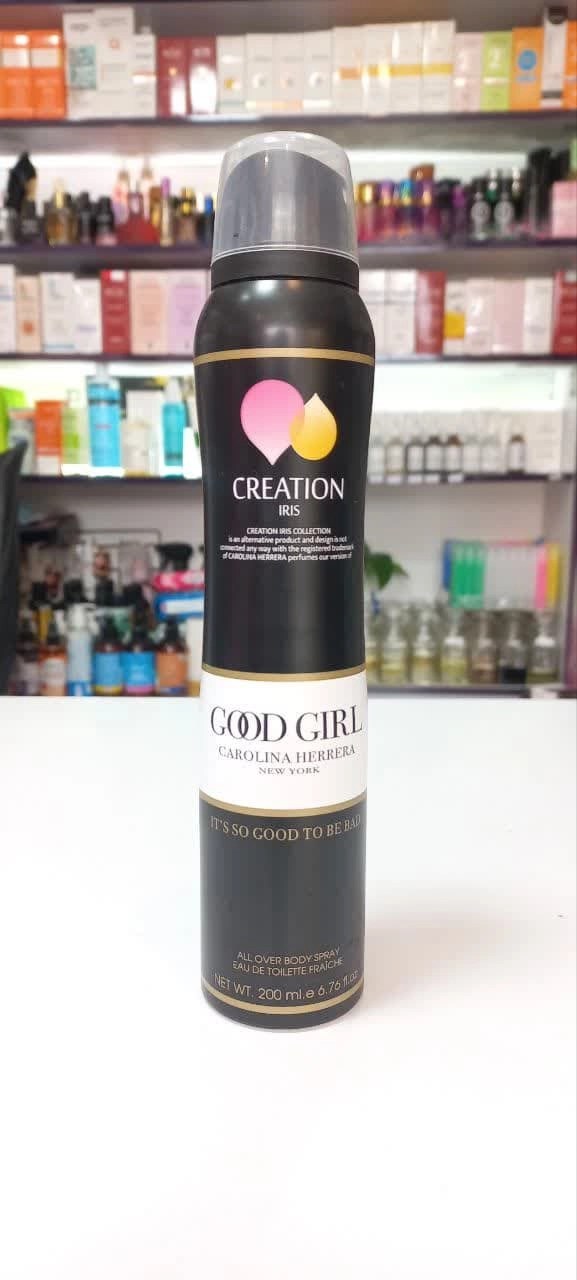 CREATION
IRIS
CREATION IRIS COLLECTION
is an alternative product and design is not
connected any way with the registered trademark
of CAROLINA HERRERA perfumes our version of
GOOD GIRL
CAROLINA HERRERA
NEW YORK
IT'S SO GOOD TO BE BAD
ALL OVER BODY SPRAY
EAU DE TOILETTE FRAÎCHE
NET WT. 200 ml.e 6.76 fl.oz